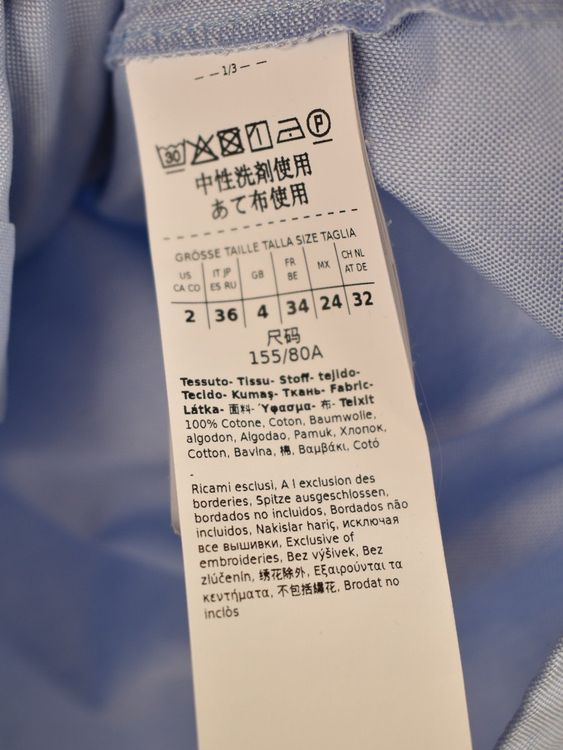 1/3
30 P
中性洗剤使用
あて布使用
GRÖSSE TAILLE TALLA SIZE TAGLIA
US CA CO IT JP ES RU GB FR BE MX CH NL AT DE
2 36 4 34 24 32
尺码
155/80A
Tessuto- Tissu- Stoff- tejido-
Tecido- Kumaş- Ткань- Fabric-
Látka- 面料- Ύφασμα- 布- Teixit
100% Cotone, Coton, Baumwolle,
algodon, Algodao, Pamuk, Хлопок,
Cotton, Bavlna, 棉, Βαμβάκι, Cotó
-
Ricami esclusi, A l exclusion des
borderies, Spitze ausgeschlossen,
bordados no incluidos, Bordados não
incluidos, Nakislar hariç, исключая
все вышивки, Exclusive of
embroideries, Bez výšivek, Bez
zlúčenín, 绣花除外, Εξαιρούνται τα
κεντήματα, 不包括繡花, Brodat no
inclòs